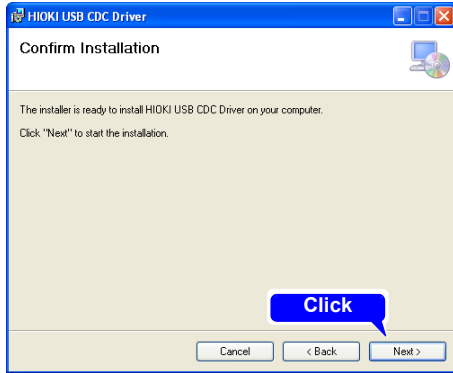 HIOKI USB CDC Driver
Confirm Installation
The installer is ready to install HIOKI USB CDC Driver on your computer.
Click "Next" to start the installation.
Click
Cancel
< Back
Next >